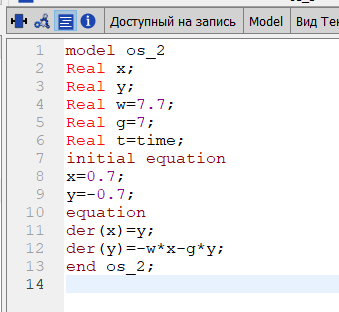 Доступный на запись Model Вид Тек
1 model os_2
2 Real x;
3 Real y;
4 Real w=7.7;
5 Real g=7;
6 Real t=time;
7 initial equation
8 x=0.7;
9 y=-0.7;
10 equation
11 der(x)=y;
12 der(y)=-w*x-g*y;
13 end os_2;
14